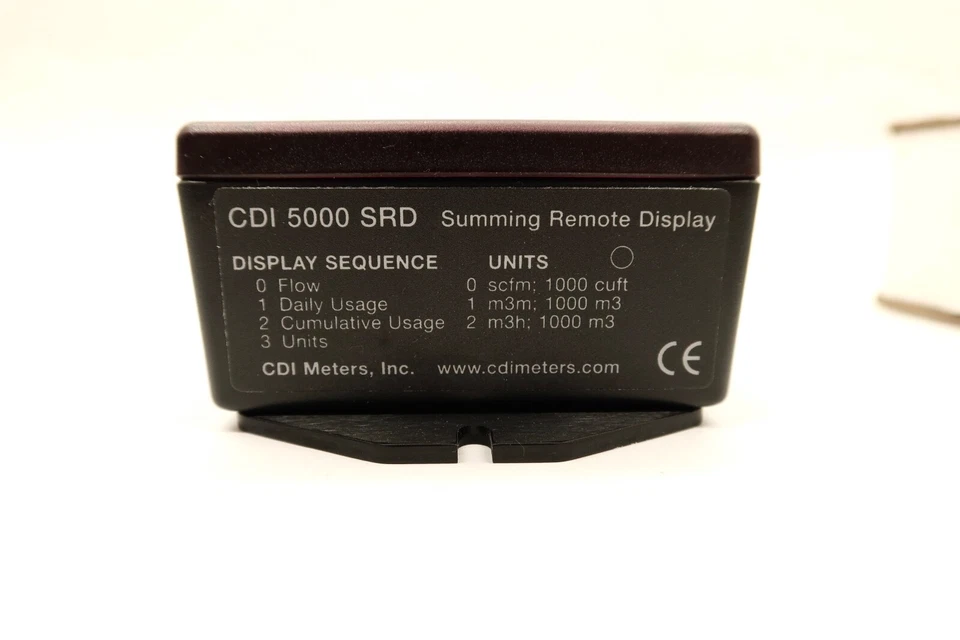 CDI 5000 SRD Summing Remote Display
DISPLAY SEQUENCE UNITS
0 Flow 0 scfm; 1000 cuft
1 Daily Usage 1 m3m; 1000 m3
2 Cumulative Usage 2 m3h; 1000 m3
3 Units
CDI Meters, Inc. www.cdimeters.com
CE